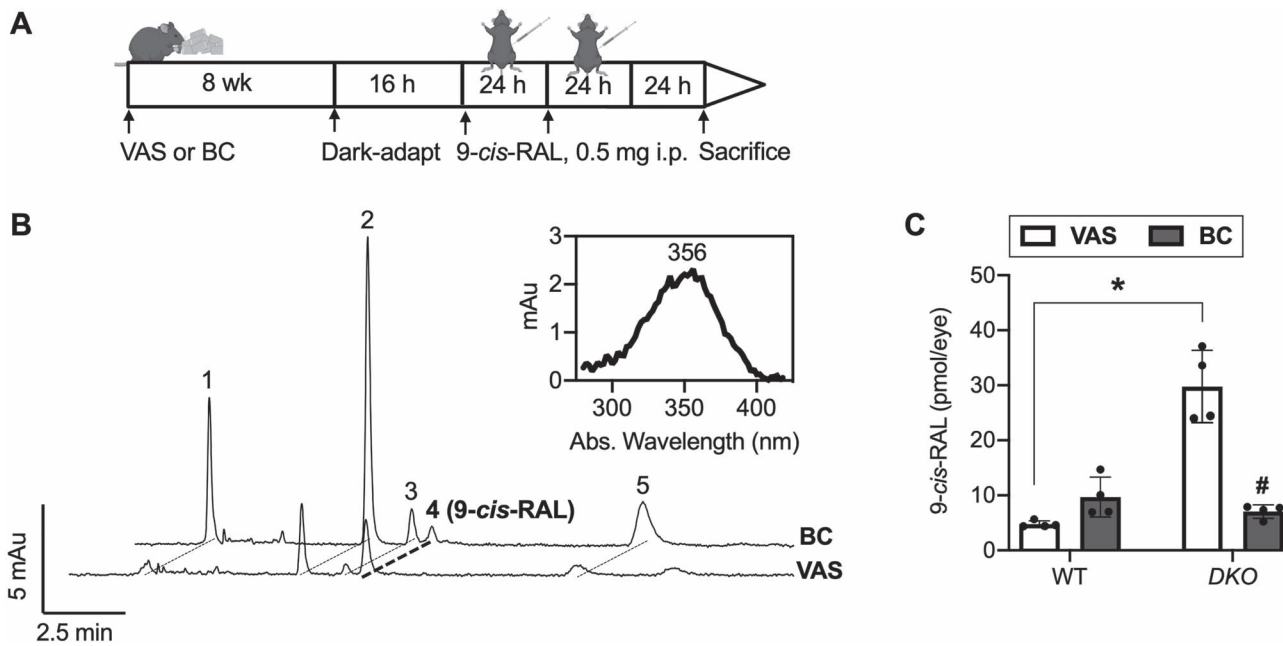 A
8 wk
16 h
24 h
24 h
24 h
VAS or BC
Dark-adapt
9-cis-RAL, 0.5 mg i.p.
Sacrifice
B
1
2
3
4 (9-cis-RAL)
5
BC
VAS
5 mAu
2.5 min
356
mAu
3
2
1
0
300
350
400
Abs. Wavelength (nm)
C
VAS
BC
9-cis-RAL (pmol/eye)
50
40
30
20
10
0
*
#
WT
DKO